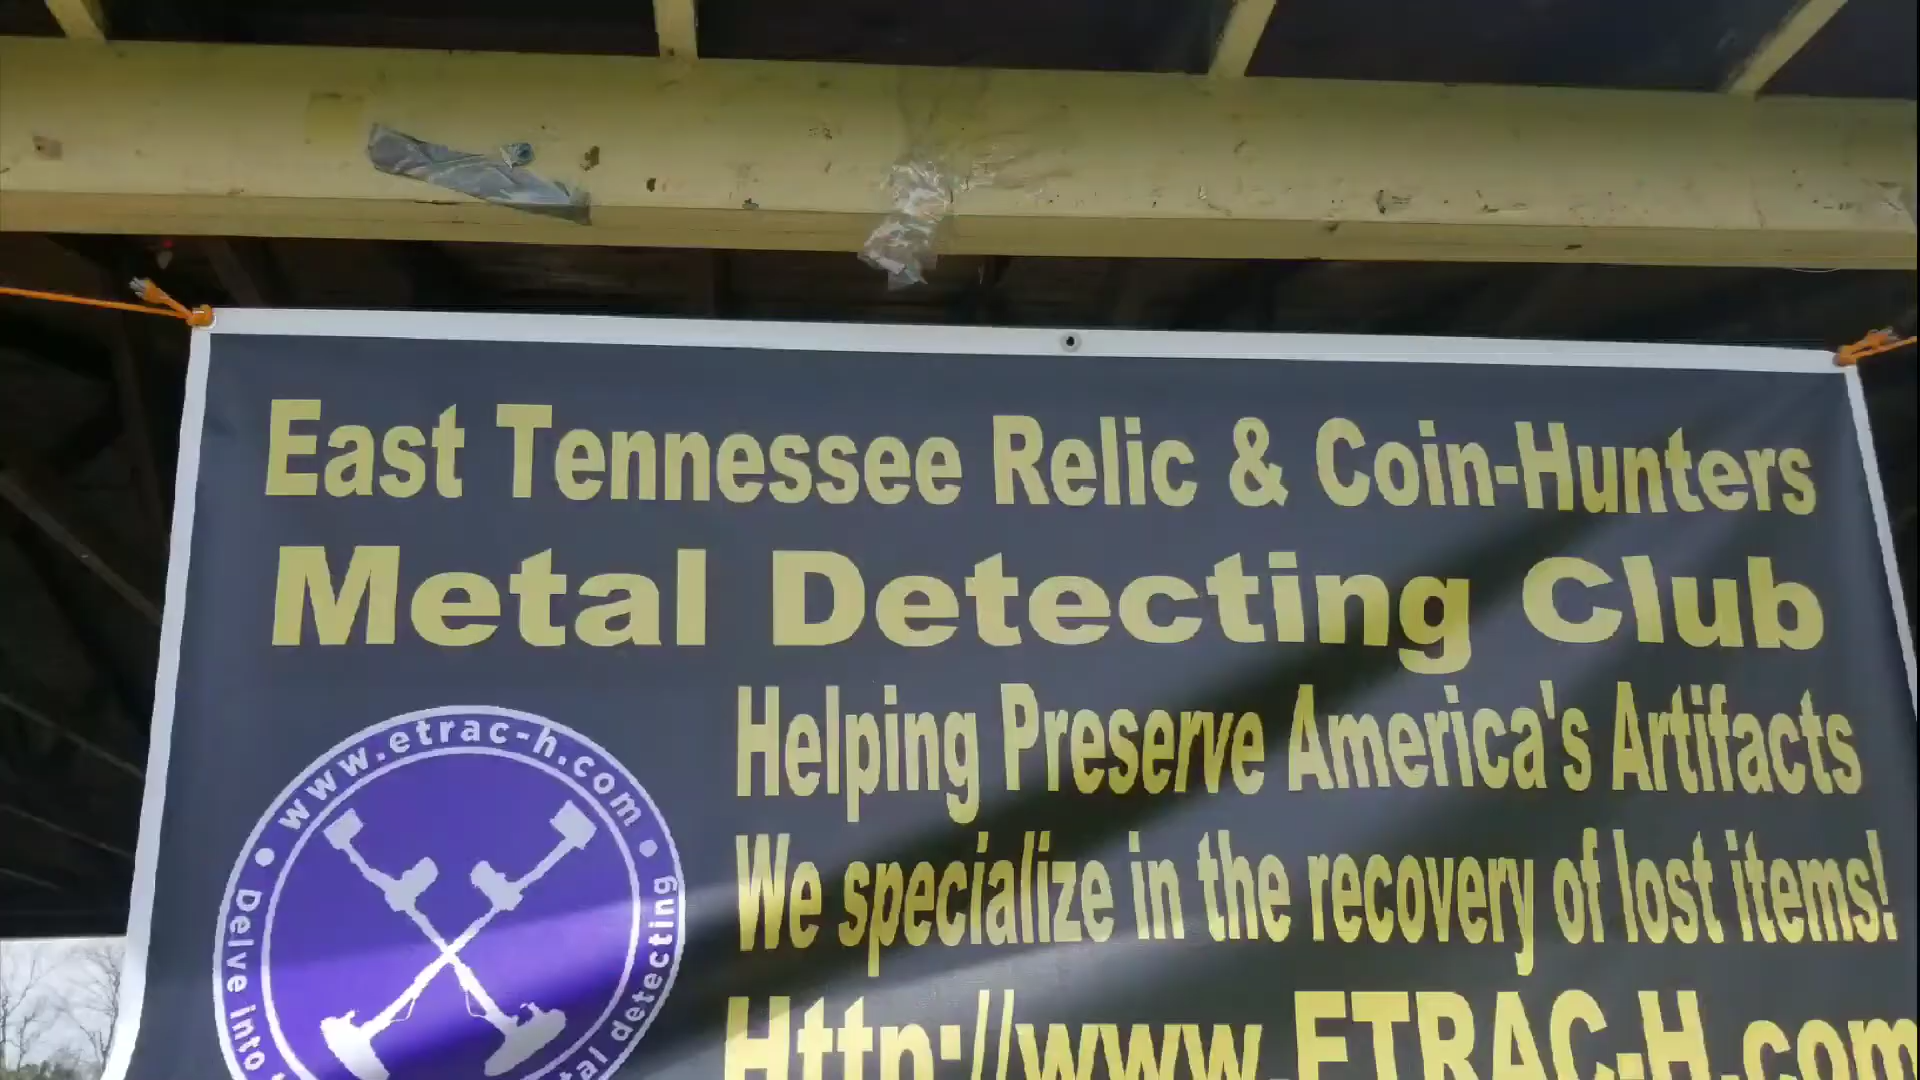 East Tennessee Relic & Coin-Hunters
Metal Detecting Club
Helping Preserve America's Artifacts
We specialize in the recovery of lost items!
Http://www.ETRAC-H.com
• www.etrac-h.com •
Delve into
detecting